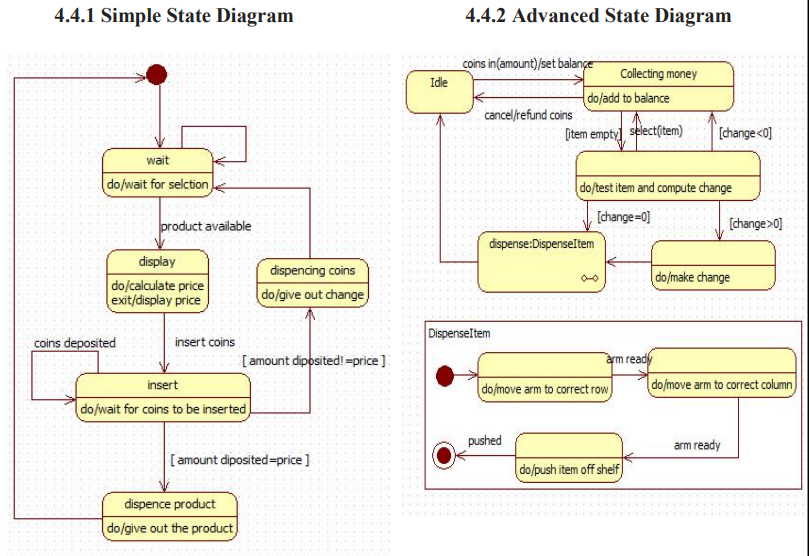 4.4.1 Simple State Diagram
wait
do/wait for selction
product available
display
do/calculate price
exit/display price
dispencing coins
do/give out change
insert coins
coins deposited
[ amount diposited!=price ]
insert
do/wait for coins to be inserted
[ amount diposited=price ]
dispence product
do/give out the product
4.4.2 Advanced State Diagram
coins in(amount)/set balance
Idle
Collecting money
do/add to balance
cancel/refund coins
[item empty]
select(item)
[change<0]
do/test item and compute change
[change=0]
[change>0]
dispense:DispenseItem
do/make change
DispenseItem
arm ready
do/move arm to correct row
do/move arm to correct column
pushed
arm ready
do/push item off shelf